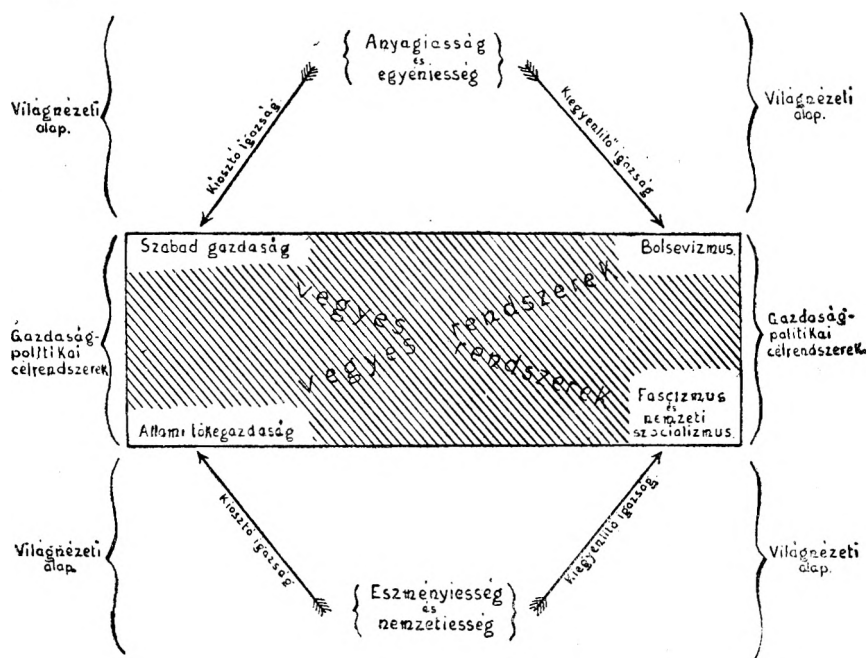 Anyagiasság
és
egyéniesség
Világnézeti
alap.
Kiosztó igazság.
Kiegyenlítő igazság
Világnézeti
alap.
Szabad gazdaság
Bolsevizmus.
Gazdaság-
politikai
célrendszerek
vegyes rendszerek.
vegyes rendszerek
Gazdaság-
politikai
célrendszerek.
Állami tőkegazdaság
Fascizmus
és
nemzeti
szocializmus.
Világnézeti
alap.
Kiosztó igazság
Kiegyenlítő igazság.
Világnézeti
alap.
Eszményiesség
és
nemzetiesség